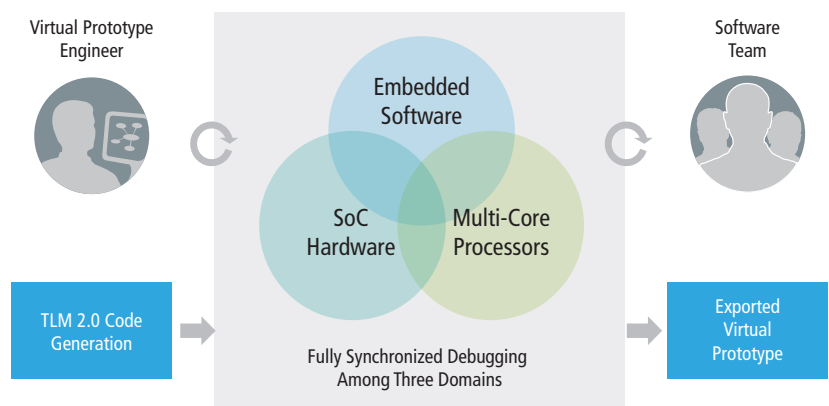 Virtual Prototype
Engineer
Software
Team
Embedded
Software
SoC
Hardware
Multi-Core
Processors
TLM 2.0 Code
Generation
Exported
Virtual
Prototype
Fully Synchronized Debugging
Among Three Domains